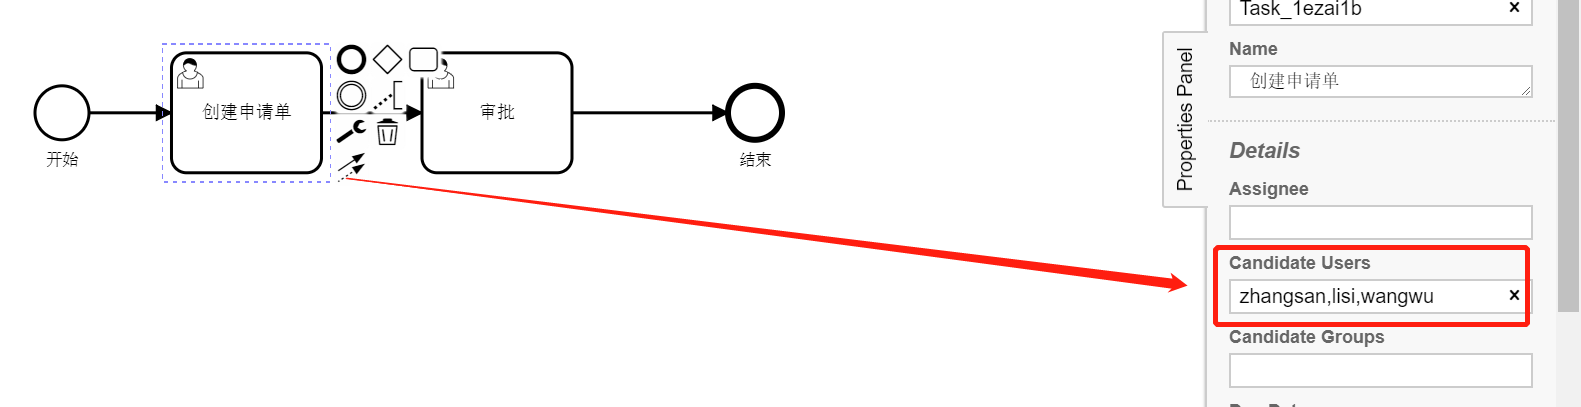 开始
创建申请单
审批
结束
Properties Panel
Task_1ezai1b
Name
创建申请单
Details
Assignee
Candidate Users
zhangsan,lisi,wangwu
Candidate Groups